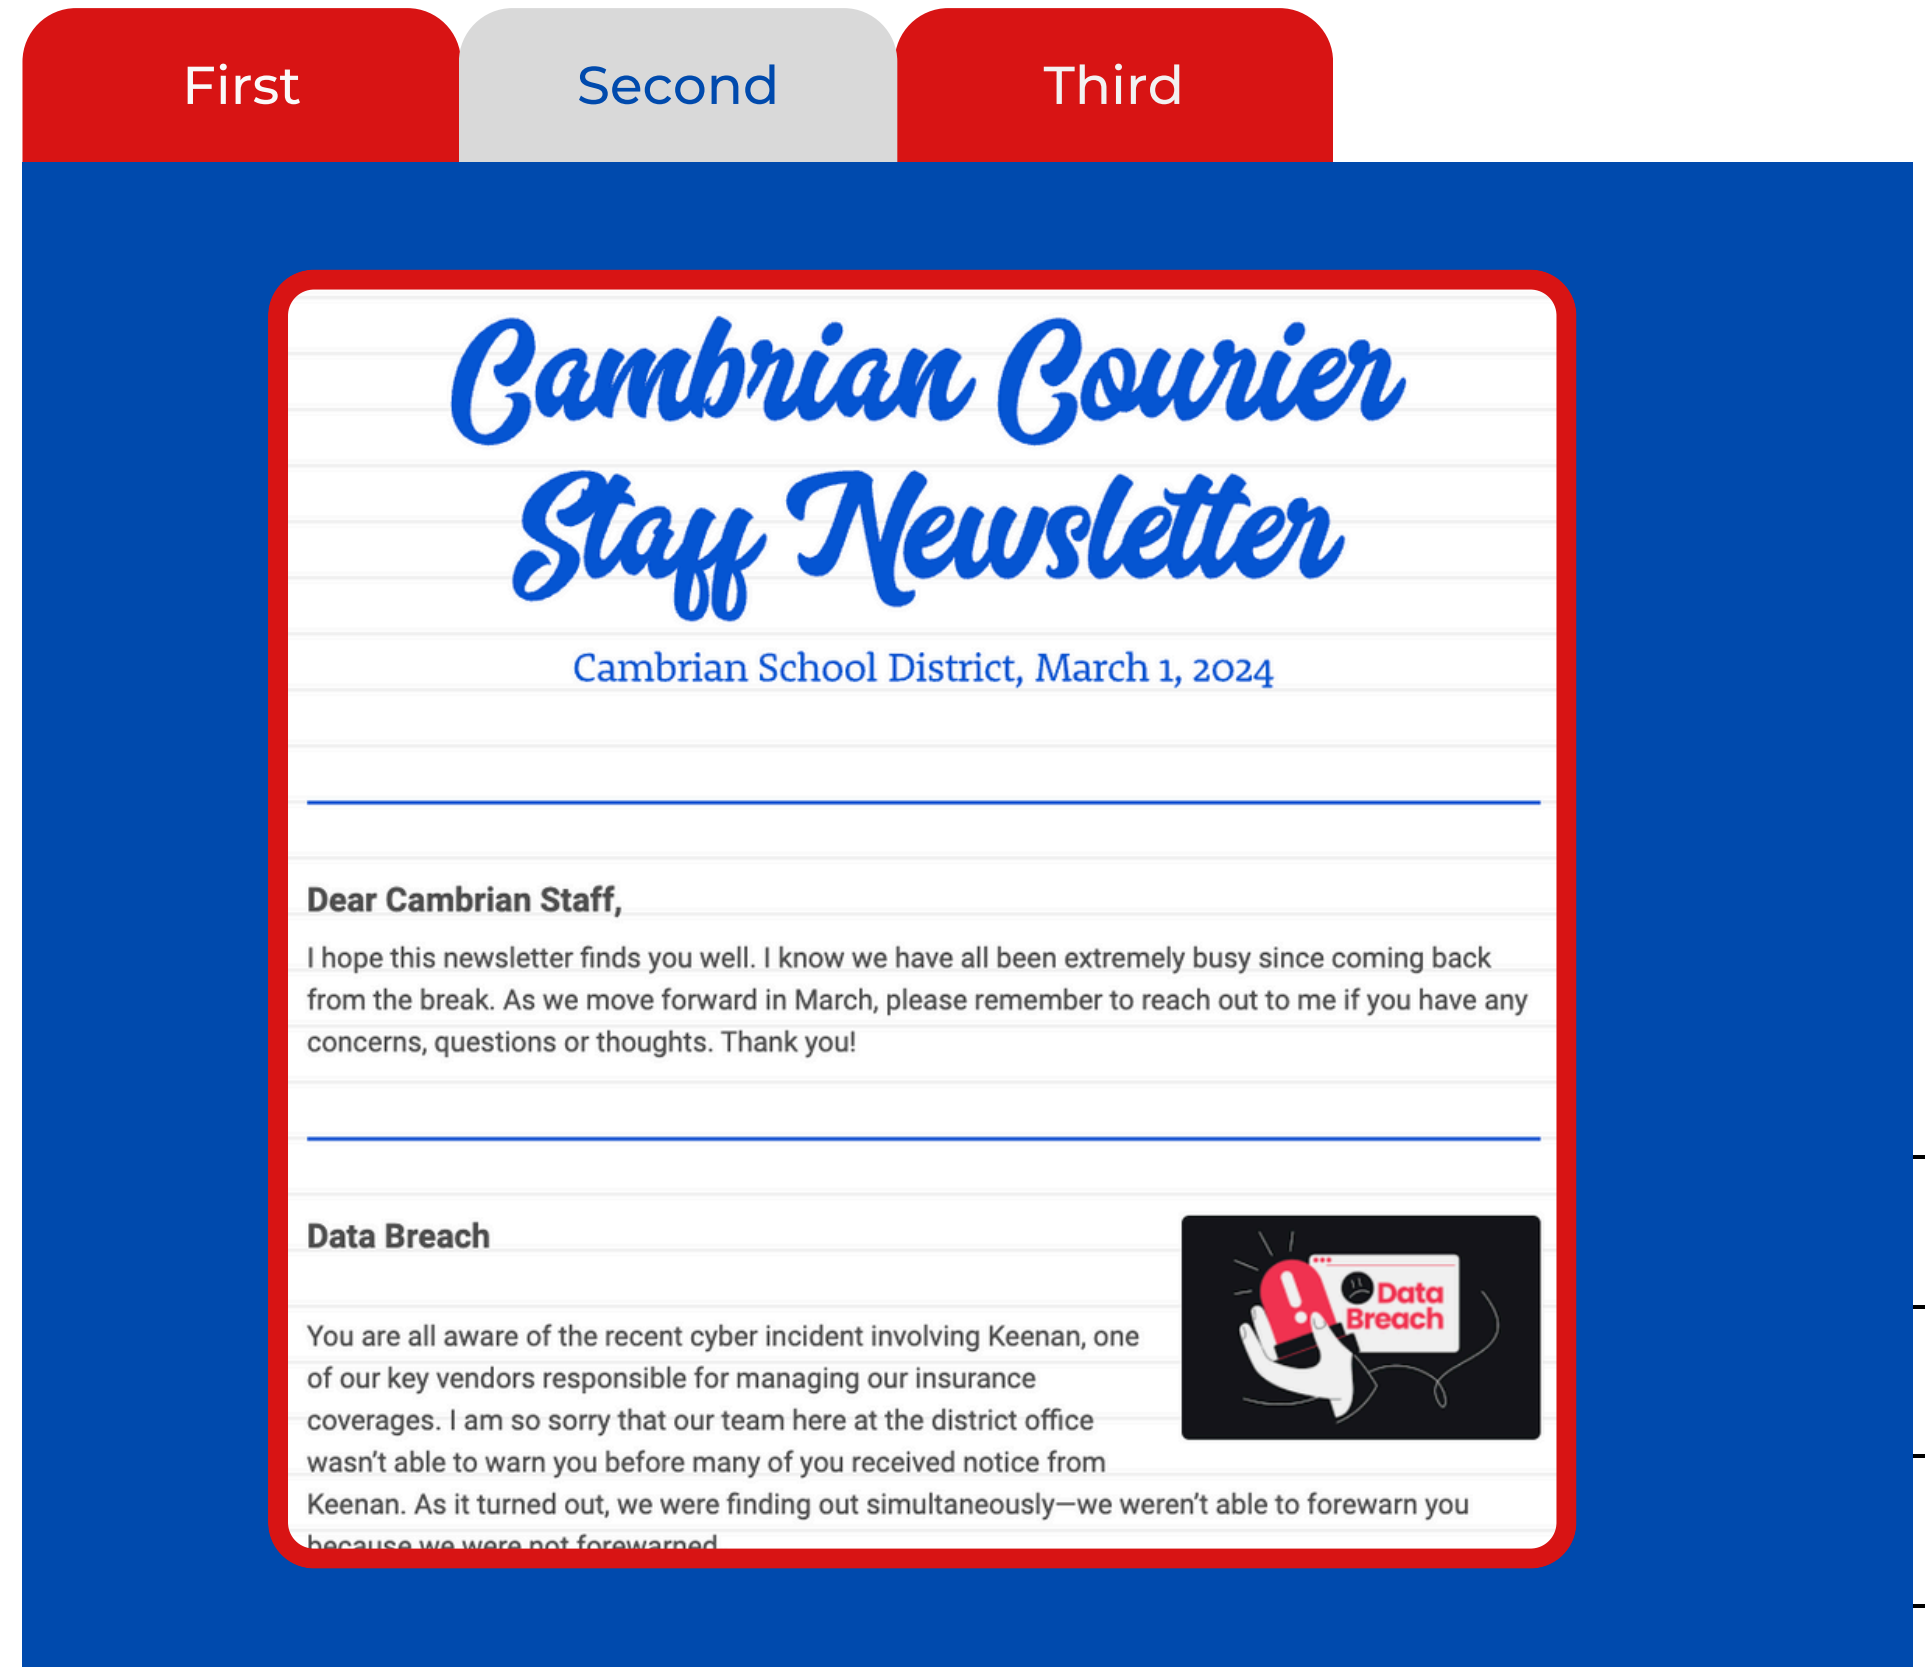 First
Second
Third
Cambrian Courier
Staff Newsletter
Cambrian School District, March 1, 2024
Dear Cambrian Staff,
I hope this newsletter finds you well. I know we have all been extremely busy since coming back
from the break. As we move forward in March, please remember to reach out to me if you have any
concerns, questions or thoughts. Thank you!
Data Breach
Data
Breach
You are all aware of the recent cyber incident involving Keenan, one
of our key vendors responsible for managing our insurance
coverages. I am so sorry that our team here at the district office
wasn't able to warn you before many of you received notice from
Keenan. As it turned out, we were finding out simultaneously—we weren't able to forewarn you
because we were not forewarned